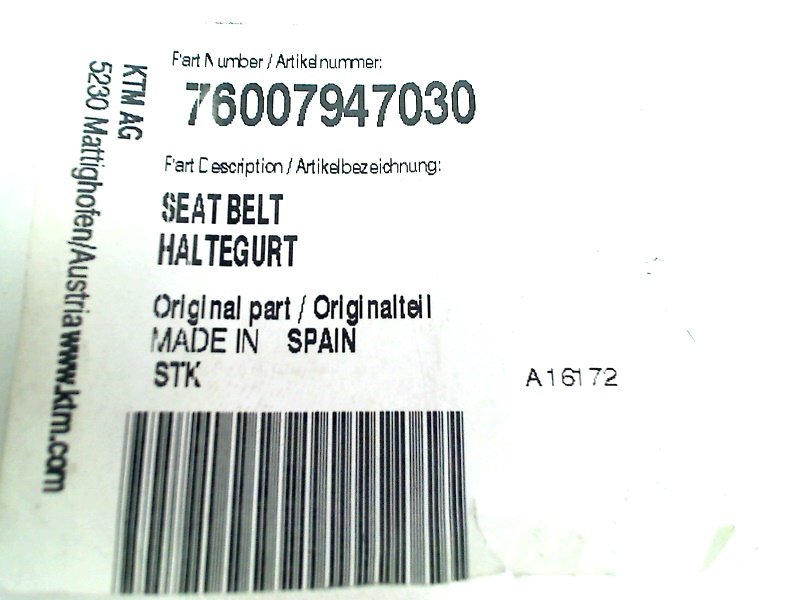 Part Number / Artikelnummer:
76007947030
Part Description / Artikelbezeichnung:
SEAT BELT
HALTEGURT
Original part / Originalteil
MADE IN SPAIN
STK
A16172
KTM AG
5230 Mattighofen/Austria
www.ktm.com